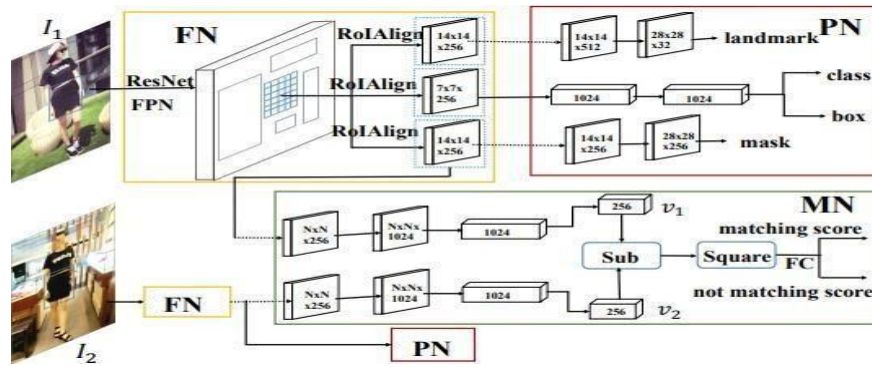 I₁
ResNet
FPN
FN
RoIAlign
RoIAlign
RoIAlign
14x14
x256
7x7x
256
14x14
x256
PN
14x14
x512
28x28
x32
landmark
1024
1024
class
box
14x14
x256
28x28
x256
mask
MN
NxN
x256
NxNx
1024
1024
256
v₁
Sub
Square
FC
matching
score
not matching score
I₂
FN
NxN
x256
NxNx
1024
1024
256
v₂
PN